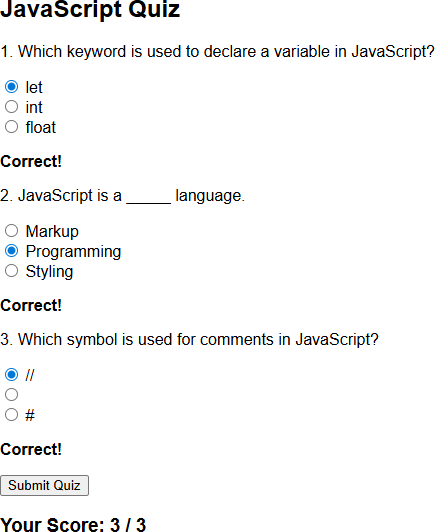 JavaScript Quiz
1. Which keyword is used to declare a variable in JavaScript?
let
int
float
Correct!
2. JavaScript is a _____ language.
Markup
Programming
Styling
Correct!
3. Which symbol is used for comments in JavaScript?
//
#
Correct!
Submit Quiz
Your Score: 3 / 3